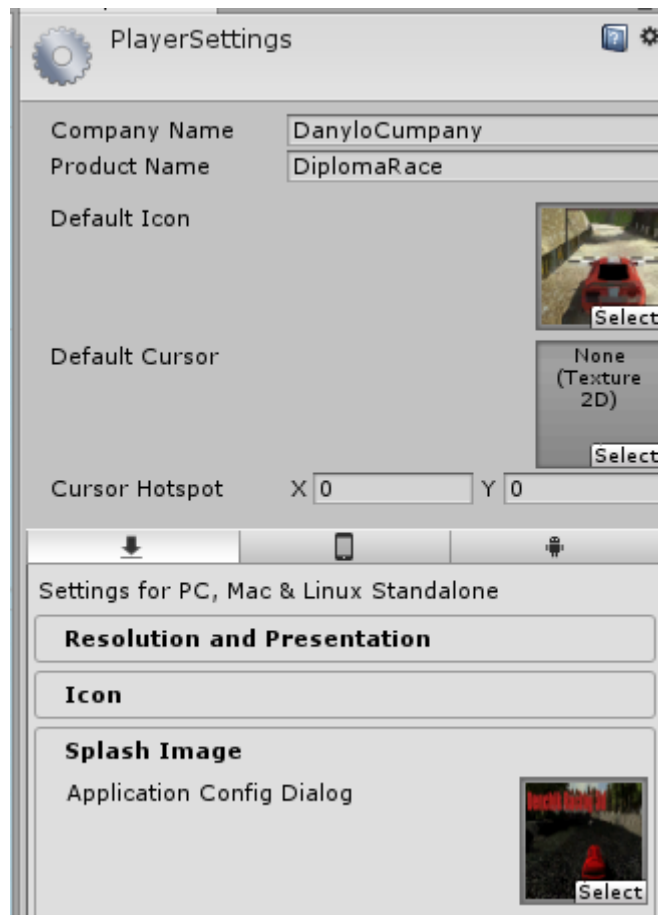 PlayerSettings
Company Name DanyloCumpany
Product Name DiplomaRace
Default Icon
Select
Default Cursor
None
(Texture
2D)
Select
Cursor Hotspot X 0 Y 0
Settings for PC, Mac & Linux Standalone
Resolution and Presentation
Icon
Splash Image
Application Config Dialog
Select